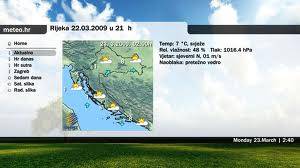 meteo.hr
Rijeka 22.03.2009 u 21 h
Home
Aktualno
Hr danas
Hr sutra
Zagreb
Sedam dana
Sat. slika
Rad. slika
Temp: 7 °C, svježe
Rel. vlažnost: 48 % Tlak: 1016.4 hPa
Vjetar: sjeverni N, 01 m/s
Naoblaka: pretežno vedro
Monday 23.March | 2:40